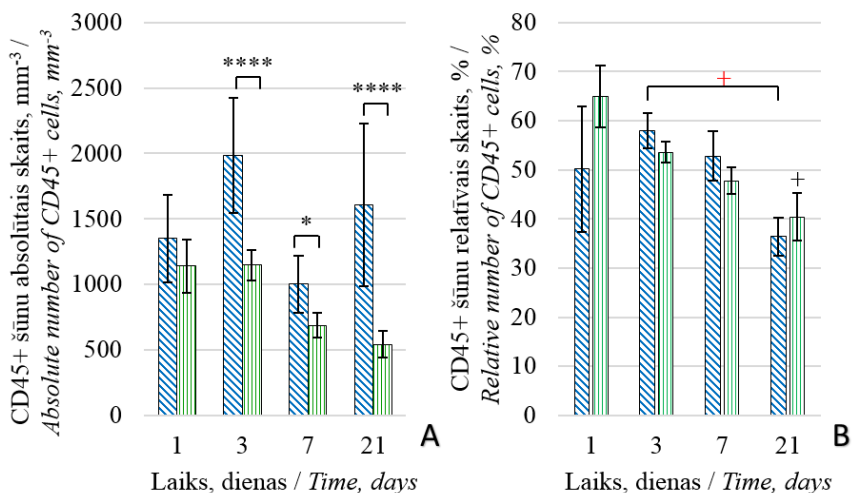 CD45+ šūnu absolūtais skaits, mm-3 /
Absolute number of CD45+ cells, mm-3
3000
2500
2000
1500
1000
500
0
****
*
****
1 3 7 21
A
Laiks, dienas / Time, days
CD45+ šūnu relatīvais skaits, % /
Relative number of CD45+ cells, %
80
70
60
50
40
30
20
10
0
+
+
1 3 7 21
B
Laiks, dienas / Time, days